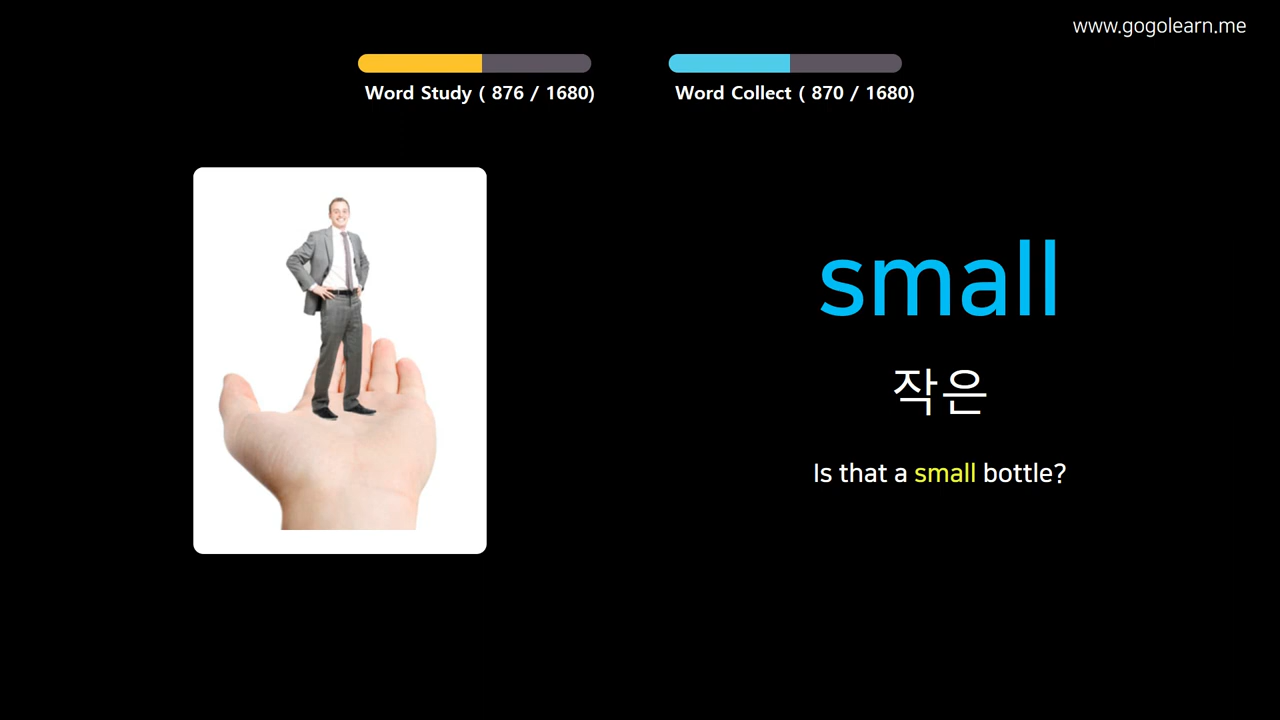 www.gogolearn.me
Word Study ( 876 / 1680)
Word Collect ( 870 / 1680)
small
작은
Is that a small bottle?